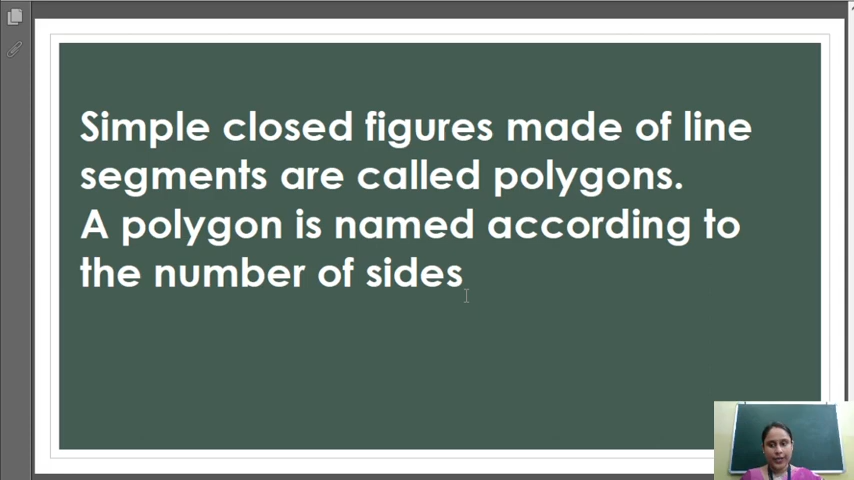 Simple closed figures made of line
segments are called polygons.
A polygon is named according to
the number of sides